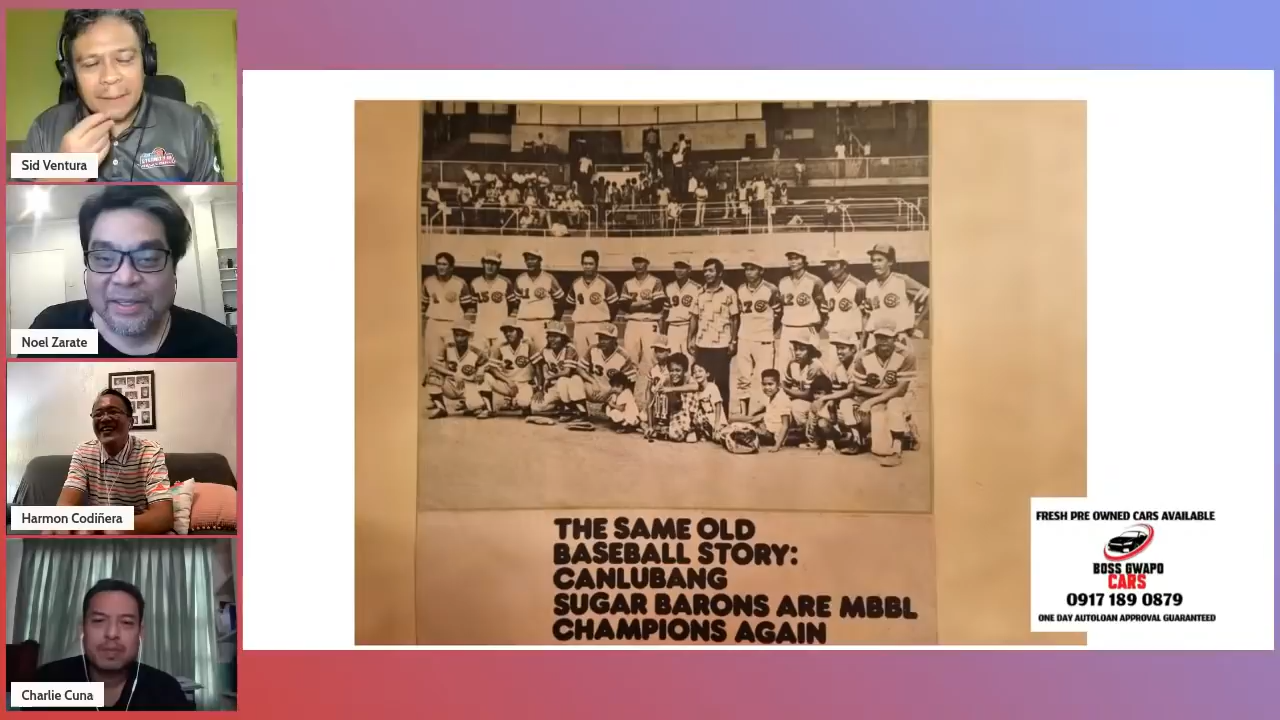 Sid Ventura
Noel Zarate
Harmon Codiñera
Charlie Cuna
THE SAME OLD
BASEBALL STORY:
CANLUBANG
SUGAR BARONS ARE MBBL
CHAMPIONS AGAIN
FRESH PRE OWNED CARS AVAILABLE
BOSS GWAPO
CARS
0917 189 0879
ONE DAY AUTOLOAN APPROVAL GUARANTEED